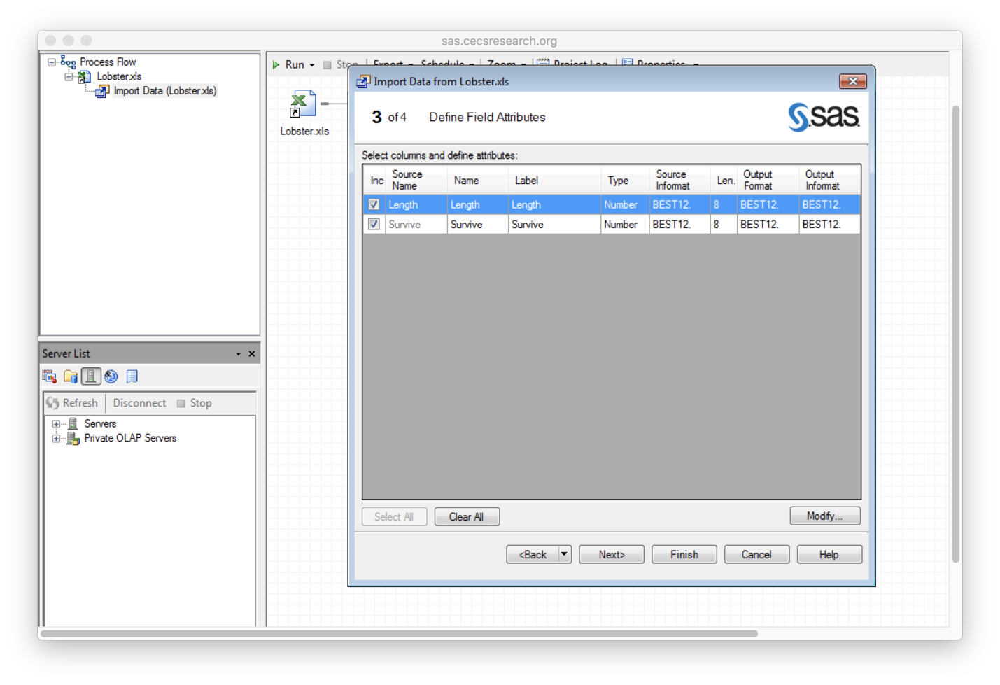 sas.cecsresearch.org
Process Flow
Lobster.xls
Import Data (Lobster.xls)
Run Stop Export Schedule Zoom Project Log Properties
Lobster.xls
Import Data from Lobster.xls
3 of 4 Define Field Attributes
sas.
Select columns and define attributes:
Inc Source Name Name Label Type Source Informat Len. Output Format Output Informat
Length Length Length Number BEST12. 8 BEST12. BEST12.
Survive Survive Survive Number BEST12. 8 BEST12. BEST12.
Select All Clear All Modify...
<Back Next> Finish Cancel Help
Server List
Refresh Disconnect Stop
Servers
Private OLAP Servers